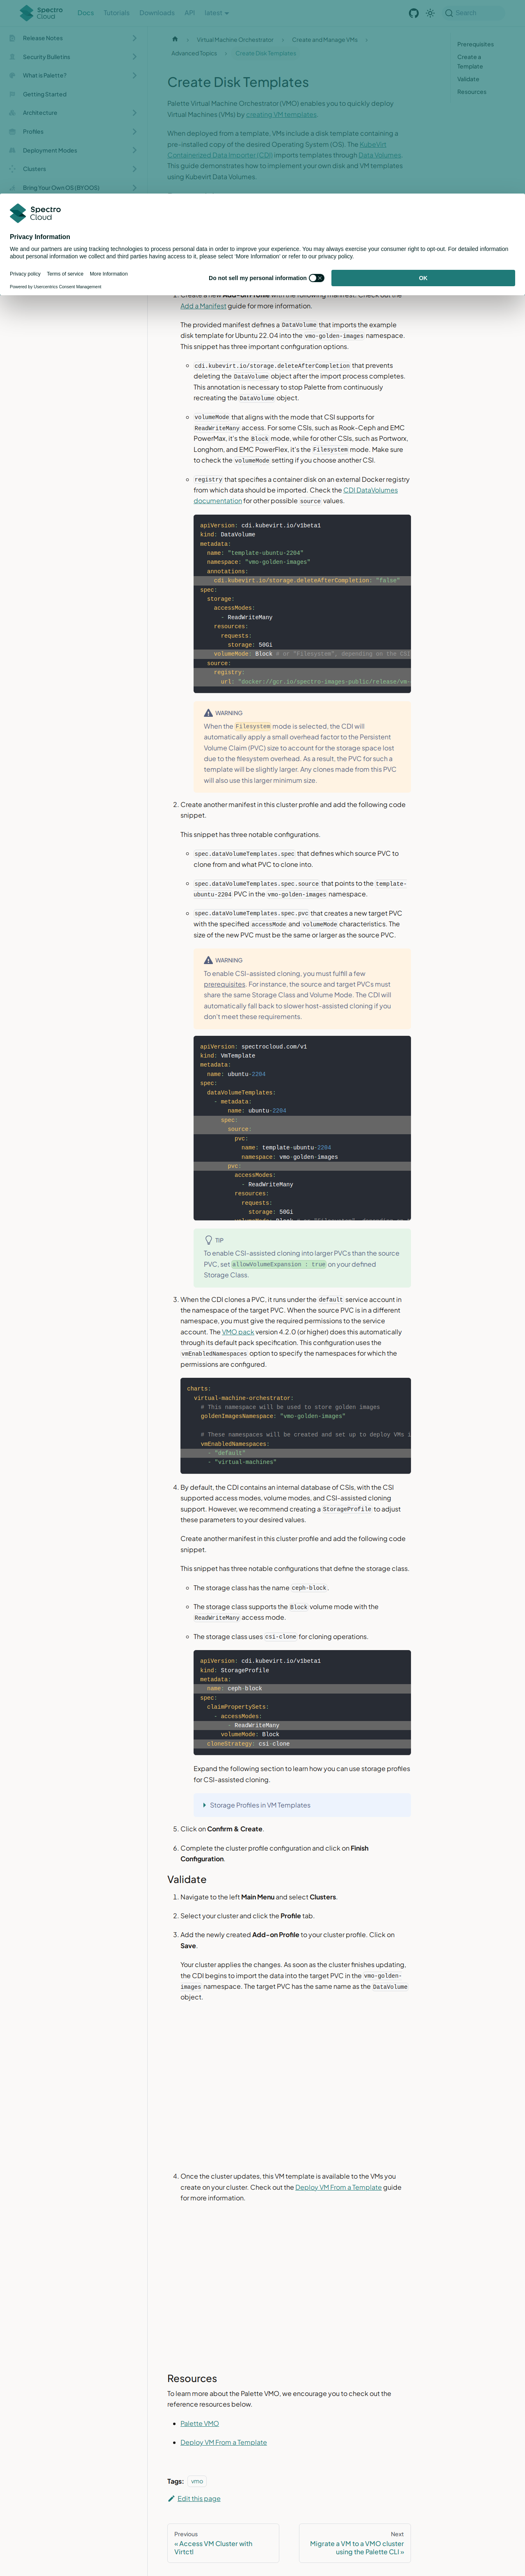 Spectro Cloud
Docs
Tutorials
Downloads
API
latest
Search
Release Notes
Security Bulletins
What is Palette?
Getting Started
Architecture
Profiles
Deployment Modes
Clusters
Bring Your Own OS (BYOOS)
Virtual Machine Orchestrator
Create and Manage VMs
Advanced Topics
Create Disk Templates
Prerequisites
Create a
Template
Validate
Resources
Create Disk Templates
Palette Virtual Machine Orchestrator (VMO) enables you to quickly deploy
Virtual Machines (VMs) by creating VM templates.
When deployed from a template, VMs include a disk template containing a
pre-installed copy of the desired Operating System (OS). The KubeVirt
Containerized Data Importer (CDI) imports templates through Data Volumes.
This guide demonstrates how to implement your own disk and VM templates
using Kubevirt Data Volumes.
Spectro Cloud
Privacy Information
We and our partners are using tracking technologies to process personal data in order to improve your experience. You may always exercise your consumer right to opt-out. For detailed information
about personal information we collect and third parties having access to it, please select 'More Information' or refer to our privacy policy.
Privacy policy
Terms of service
More Information
Powered by Usercentrics Consent Management
Do not sell my personal information
OK
Add a Manifest guide for more information.
The provided manifest defines a DataVolume that imports the example
disk template for Ubuntu 22.04 into the vmo-golden-images namespace.
This snippet has three important configuration options.
cdi.kubevirt.io/storage.deleteAfterCompletion that prevents
deleting the DataVolume object after the import process completes.
This annotation is necessary to stop Palette from continuously
recreating the DataVolume object.
volumeMode that aligns with the mode that CSI supports for
ReadWriteMany access. For some CSIs, such as Rook-Ceph and EMC
PowerMax, it's the Block mode, while for other CSIs, such as Portworx,
Longhorn, and EMC PowerFlex, it's the Filesystem mode. Make sure
to check the volumeMode setting if you choose another CSI.
registry that specifies a container disk on an external Docker registry
from which data should be imported. Check the CDI DataVolumes
documentation for other possible source values.
apiVersion: cdi.kubevirt.io/v1beta1
kind: DataVolume
metadata:
name: "template-ubuntu-2204"
namespace: "vmo-golden-images"
annotations:
cdi.kubevirt.io/storage.deleteAfterCompletion: "false"
spec:
storage:
accessModes:
- ReadWriteMany
resources:
requests:
storage: 50Gi
volumeMode: Block # or "Filesystem", depending on the CSI
source:
registry:
url: "docker://gcr.io/spectro-images-public/release/vm-
WARNING
When the Filesystem mode is selected, the CDI will
automatically apply a small overhead factor to the Persistent
Volume Claim (PVC) size to account for the storage space lost
due to the filesystem overhead. As a result, the PVC for such a
template will be slightly larger. Any clones made from this PVC
will also use this larger minimum size.
2. Create another manifest in this cluster profile and add the following code
snippet.
This snippet has three notable configurations.
spec.dataVolumeTemplates.spec that defines which source PVC to
clone from and what PVC to clone into.
spec.dataVolumeTemplates.spec.source that points to the template-
ubuntu-2204 PVC in the vmo-golden-images namespace.
spec.dataVolumeTemplates.spec.pvc that creates a new target PVC
with the specified accessMode and volumeMode characteristics. The
size of the new PVC must be the same or larger as the source PVC.
WARNING
To enable CSI-assisted cloning, you must fulfill a few
prerequisites. For instance, the source and target PVCs must
share the same Storage Class and Volume Mode. The CDI will
automatically fall back to slower host-assisted cloning if you
don't meet these requirements.
apiVersion: spectrocloud.com/v1
kind: VmTemplate
metadata:
name: ubuntu-2204
spec:
dataVolumeTemplates:
- metadata:
name: ubuntu-2204
spec:
source:
pvc:
name: template-ubuntu-2204
namespace: vmo-golden-images
pvc:
accessModes:
- ReadWriteMany
resources:
requests:
storage: 50Gi
TIP
To enable CSI-assisted cloning into larger PVCs than the source
PVC, set allowVolumeExpansion : true on your defined
Storage Class.
3. When the CDI clones a PVC, it runs under the default service account in
the namespace of the target PVC. When the source PVC is in a different
namespace, you must give the required permissions to the service
account. The VMO pack version 4.2.0 (or higher) does this automatically
through its default pack specification. This configuration uses the
vmEnabledNamespaces option to specify the namespaces for which the
permissions are configured.
charts:
virtual-machine-orchestrator:
# This namespace will be used to store golden images
goldenImagesNamespace: "vmo-golden-images"
# These namespaces will be created and set up to deploy VMs i
vmEnabledNamespaces:
- "default"
- "virtual-machines"
4. By default, the CDI contains an internal database of CSIs, with the CSI
supported access modes, volume modes, and CSI-assisted cloning
support. However, we recommend creating a StorageProfile to adjust
these parameters to your desired values.
Create another manifest in this cluster profile and add the following code
snippet.
This snippet has three notable configurations that define the storage class.
The storage class has the name ceph-block.
The storage class supports the Block volume mode with the
ReadWriteMany access mode.
The storage class uses csi-clone for cloning operations.
apiVersion: cdi.kubevirt.io/v1beta1
kind: StorageProfile
metadata:
name: ceph-block
spec:
claimPropertySets:
- accessModes:
- ReadWriteMany
volumeMode: Block
cloneStrategy: csi-clone
Expand the following section to learn how you can use storage profiles
for CSI-assisted cloning.
Storage Profiles in VM Templates
5. Click on Confirm & Create.
6. Complete the cluster profile configuration and click on Finish
Configuration.
Validate
1. Navigate to the left Main Menu and select Clusters.
2. Select your cluster and click the Profile tab.
3. Add the newly created Add-on Profile to your cluster profile. Click on
Save.
Your cluster applies the changes. As soon as the cluster finishes updating,
the CDI begins to import the data into the target PVC in the vmo-golden-
images namespace. The target PVC has the same name as the DataVolume
object.
4. Once the cluster updates, this VM template is available to the VMs you
create on your cluster. Check out the Deploy VM From a Template guide
for more information.
Resources
To learn more about the Palette VMO, we encourage you to check out the
reference resources below.
Palette VMO
Deploy VM From a Template
Tags: vmo
Edit this page
Previous
« Access VM Cluster with
Virtctl
Next
Migrate a VM to a VMO cluster
using the Palette CLI »